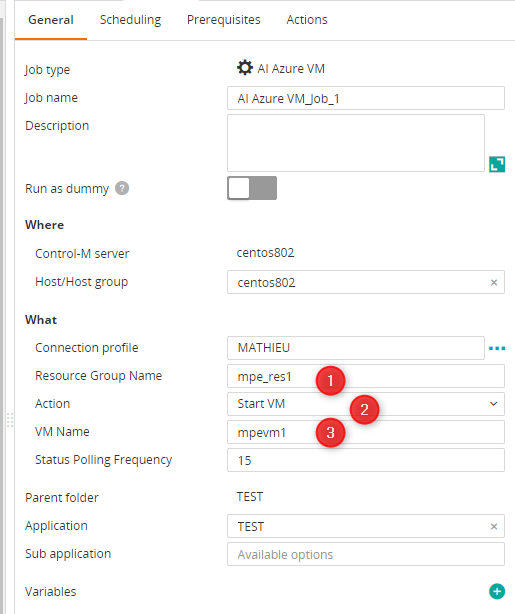 General Scheduling Prerequisites Actions
Job type AI Azure VM
Job name AI Azure VM_Job_1
Description
Run as dummy ?
Where
Control-M server centos802
Host/Host group centos802 ×
What
Connection profile MATHIEU
Resource Group Name mpe_res1 1
Action Start VM 2
VM Name mpevm1 3
Status Polling Frequency 15
Parent folder TEST
Application TEST ×
Sub application Available options
Variables